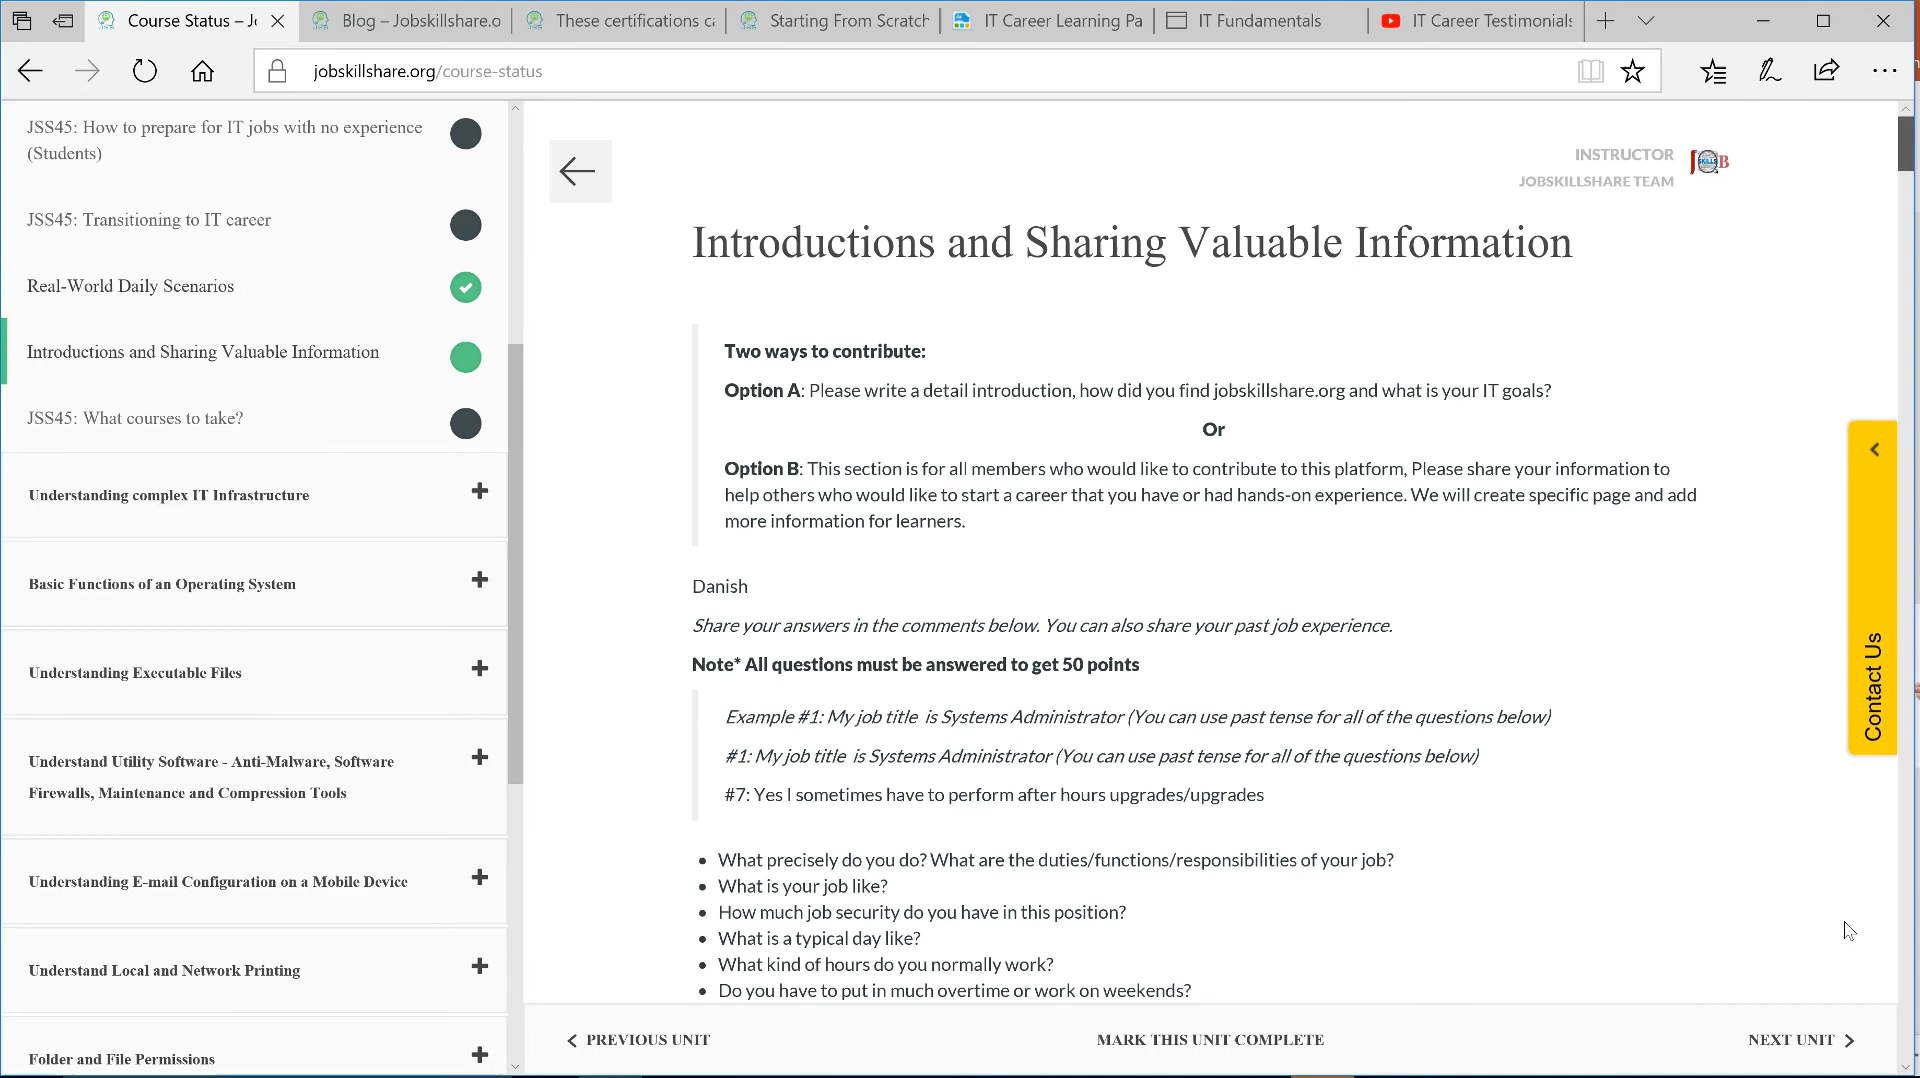 Course Status – Jo
Blog – Jobskillshare.o
These certifications ca
Starting From Scratch
IT Career Learning Pa
IT Fundamentals
IT Career Testimonials
jobskillshare.org/course-status
JSS45: How to prepare for IT jobs with no experience
(Students)
JSS45: Transitioning to IT career
Real-World Daily Scenarios
Introductions and Sharing Valuable Information
JSS45: What courses to take?
Understanding complex IT Infrastructure
Basic Functions of an Operating System
Understanding Executable Files
Understand Utility Software - Anti-Malware, Software
Firewalls, Maintenance and Compression Tools
Understanding E-mail Configuration on a Mobile Device
Understand Local and Network Printing
Folder and File Permissions
INSTRUCTOR
JOBSKILLSHARE TEAM
Introductions and Sharing Valuable Information
Two ways to contribute:
Option A: Please write a detail introduction, how did you find jobskillshare.org and what is your IT goals?
Or
Option B: This section is for all members who would like to contribute to this platform, Please share your information to
help others who would like to start a career that you have or had hands-on experience. We will create specific page and add
more information for learners.
Danish
Share your answers in the comments below. You can also share your past job experience.
Note* All questions must be answered to get 50 points
Example #1: My job title is Systems Administrator (You can use past tense for all of the questions below)
#1: My job title is Systems Administrator (You can use past tense for all of the questions below)
#7: Yes I sometimes have to perform after hours upgrades/upgrades
• What precisely do you do? What are the duties/functions/responsibilities of your job?
• What is your job like?
• How much job security do you have in this position?
• What is a typical day like?
• What kind of hours do you normally work?
• Do you have to put in much overtime or work on weekends?
PREVIOUS UNIT
MARK THIS UNIT COMPLETE
NEXT UNIT
Contact Us